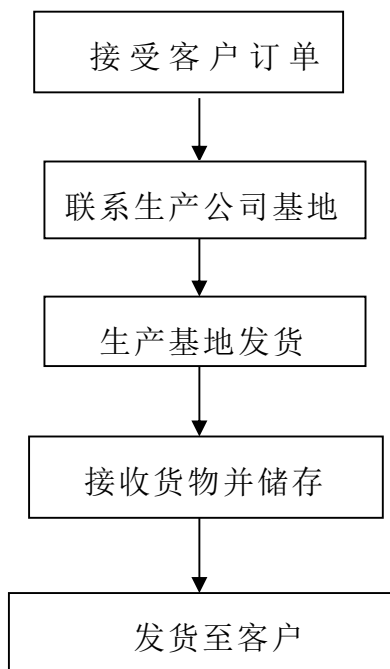 接受客户订单
联系生产公司基地
生产基地发货
接收货物并储存
发货至客户